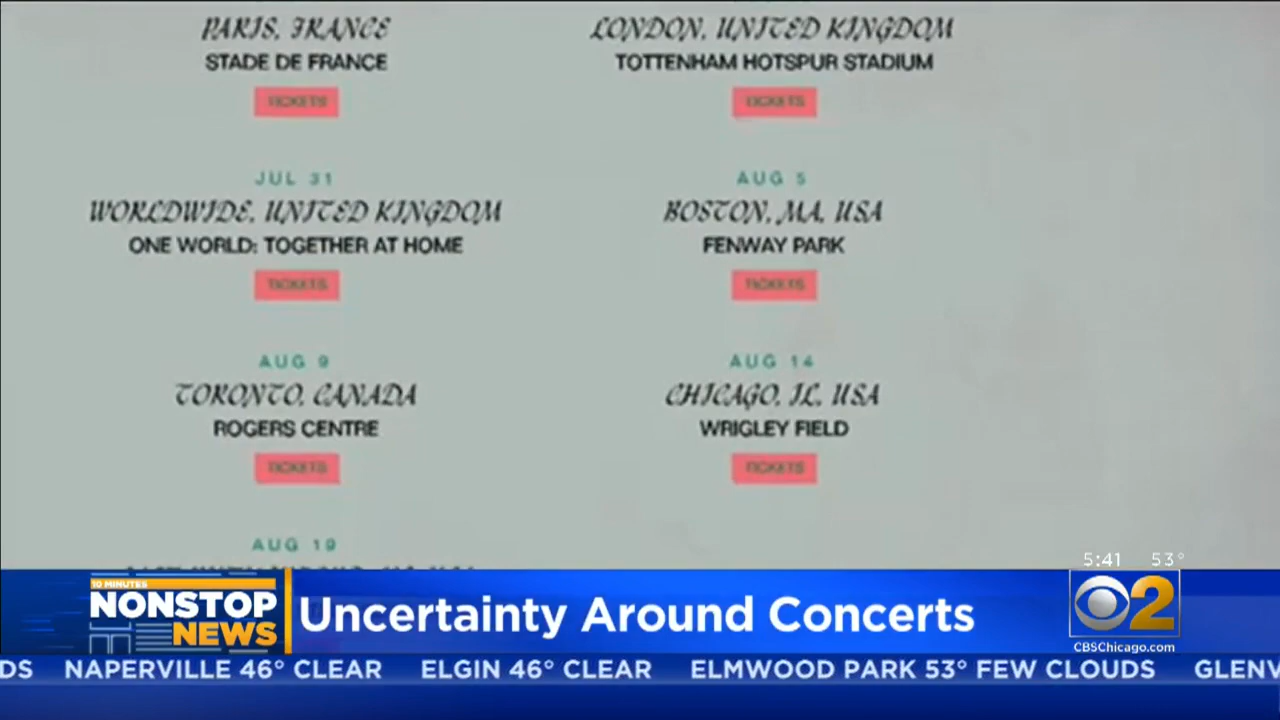 PARIS, FRANCE
STADE DE FRANCE
TICKETS
LONDON, UNITED KINGDOM
TOTTENHAM HOTSPUR STADIUM
TICKETS
JUL 31
WORLDWIDE, UNITED KINGDOM
ONE WORLD: TOGETHER AT HOME
TICKETS
AUG 5
BOSTON, MA, USA
FENWAY PARK
TICKETS
AUG 9
TORONTO, CANADA
ROGERS CENTRE
TICKETS
AUG 14
CHICAGO, IL, USA
WRIGLEY FIELD
TICKETS
AUG 19
5:41 53°
10 MINUTES
NONSTOP
NEWS
Uncertainty Around Concerts
2
CBSChicago.com
DS NAPERVILLE 46° CLEAR ELGIN 46° CLEAR ELMWOOD PARK 53° FEW CLOUDS GLENV